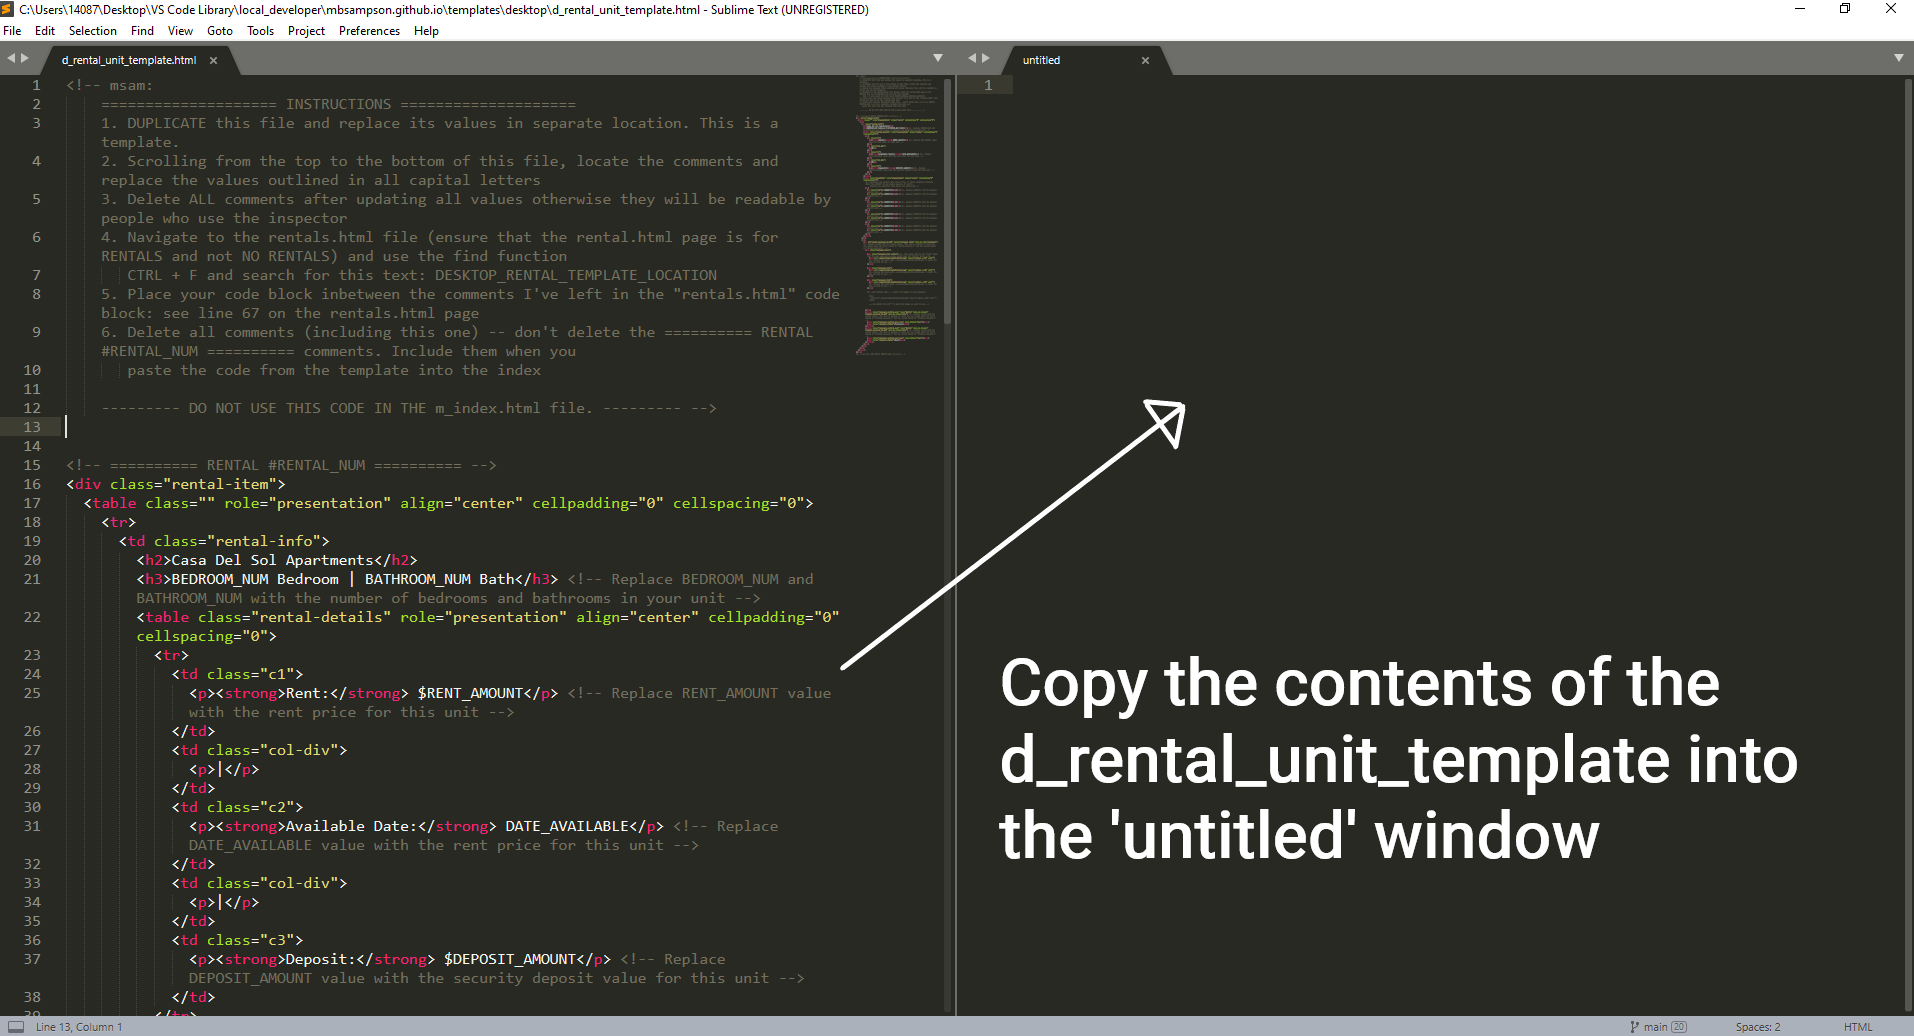 C:\Users\14087\Desktop\VS Code Library\local_developer\mbsampson.github.io\templates\desktop\d_rental_unit_template.html - Sublime Text (UNREGISTERED)
File Edit Selection Find View Goto Tools Project Preferences Help
d_rental_unit_template.html
1 <!-- msam:
2 ==================== INSTRUCTIONS ====================
3 1. DUPLICATE this file and replace its values in separate location. This is a
template.
4 2. Scrolling from the top to the bottom of this file, locate the comments and
replace the values outlined in all capital letters
5 3. Delete ALL comments after updating all values otherwise they will be readable by
people who use the inspector
6 4. Navigate to the rentals.html file (ensure that the rental.html page is for
RENTALS and not NO RENTALS) and use the find function
7 CTRL + F and search for this text: DESKTOP_RENTAL_TEMPLATE_LOCATION
8 5. Place your code block inbetween the comments I've left in the "rentals.html" code
block: see line 67 on the rentals.html page
9 6. Delete all comments (including this one) -- don't delete the ========== RENTAL
#RENTAL_NUM ========== comments. Include them when you
10 paste the code from the template into the index
11
12 --------- DO NOT USE THIS CODE IN THE m_index.html file. --------- -->
13
14
15 <!-- ========== RENTAL #RENTAL_NUM ========== -->
16 <div class="rental-item">
17 <table class="" role="presentation" align="center" cellpadding="0" cellspacing="0">
18 <tr>
19 <td class="rental-info">
20 <h2>Casa Del Sol Apartments</h2>
21 <h3>BEDROOM_NUM Bedroom | BATHROOM_NUM Bath</h3> <!-- Replace BEDROOM_NUM and
BATHROOM_NUM with the number of bedrooms and bathrooms in your unit -->
22 <table class="rental-details" role="presentation" align="center" cellpadding="0"
cellspacing="0">
23 <tr>
24 <td class="c1">
25 <p><strong>Rent:</strong> $RENT_AMOUNT</p> <!-- Replace RENT_AMOUNT value
with the rent price for this unit -->
26 </td>
27 <td class="col-div">
28 <p>|</p>
29 </td>
30 <td class="c2">
31 <p><strong>Available Date:</strong> DATE_AVAILABLE</p> <!-- Replace
DATE_AVAILABLE value with the rent price for this unit -->
32 </td>
33 <td class="col-div">
34 <p>|</p>
35 </td>
36 <td class="c3">
37 <p><strong>Deposit:</strong> $DEPOSIT_AMOUNT</p> <!-- Replace
DEPOSIT_AMOUNT value with the security deposit value for this unit -->
38 </td>
39 </tr>
untitled
1
Copy the contents of the
d_rental_unit_template into
the 'untitled' window
Line 13, Column 1
main 20
Spaces: 2
HTML